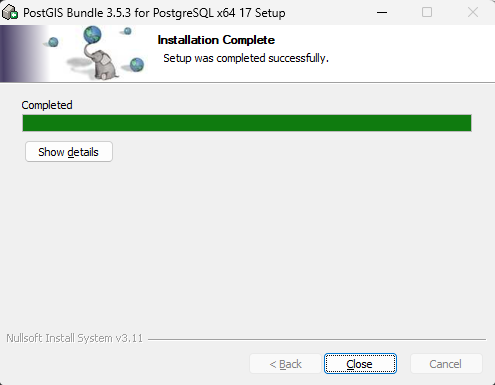 PostGIS Bundle 3.5.3 for PostgreSQL x64 17 Setup
Installation Complete
Setup was completed successfully.
Completed
Show details
Nullsoft Install System v3.11
< Back
Close
Cancel